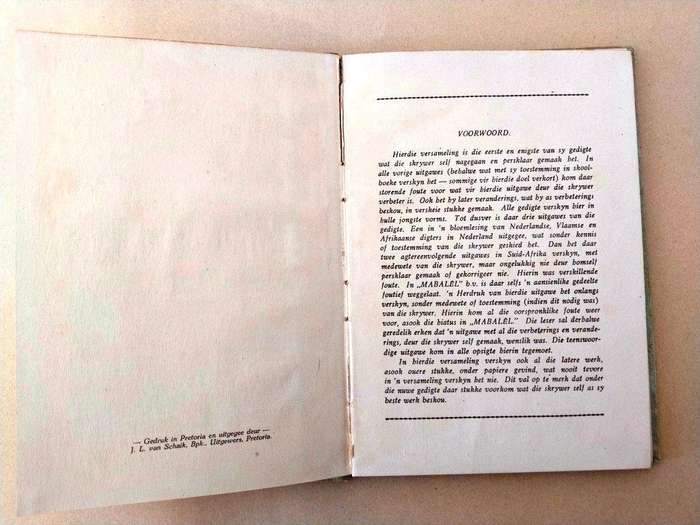 — Gedruk in Pretoria en uitgegee deur —
J. L. van Schaik, Bpk., Uitgewers, Pretoria.
VOORWOORD.
Hierdie versameling is die eerste en enigste van sy gedigte
wat die skrywer self nagegaan en persklaar gemaak het. In
alle vorige uitgawes (behalwe wat met sy toestemming in skool-
boeke verskyn het — sommige vir hierdie doel verkort) kom daar
storende foute voor wat vir hierdie uitgawe deur die skrywer
verbeter is. Ook het hy later veranderings, wat hy as verbeterings
beskou, in verskeie stukke gemaak. Alle gedigte verskyn hier in
hulle jongste vorms. Tot dusver is daar drie uitgawes van die
gedigte. Een in 'n bloemlesing van Nederlandse, Vlaamse en
Afrikaanse digters in Nederland uitgegee, wat sonder kennis
of toestemming van die skrywer geskied het. Dan het daar
twee agtereenvolgende uitgawes in Suid-Afrika verskyn, met
medewete van die skrywer, maar ongelukkig nie deur homself
persklaar gemaak of gekorrigeer nie. Hierin was verskillende
foute. In „MABALÉL" b.v. is daar selfs 'n aansienlike gedeelte
foutief weggelaat. 'n Herdruk van hierdie uitgawe het onlangs
verskyn, sonder medewete of toestemming (indien dit nodig was)
van die skrywer. Hierin kom al die oorspronklike foute weer
voor, asook die hiatus in „MABALÉL." Die leser sal derhalwe
geredelik erken dat 'n uitgawe met al die verbeterings en verande-
rings, deur die skrywer self gemaak, wenslik was. Die teenswoor-
dige uitgawe kom in alle opsigte hierin tegemoet.
In hierdie versameling verskyn ook al die latere werk,
asook ouere stukke, onder papiere gevind, wat nooit tevore
in 'n versameling verskyn het nie. Dit val op te merk dat onder
die nuwe gedigte daar stukke voorkom wat die skrywer self as sy
beste werk beskou.